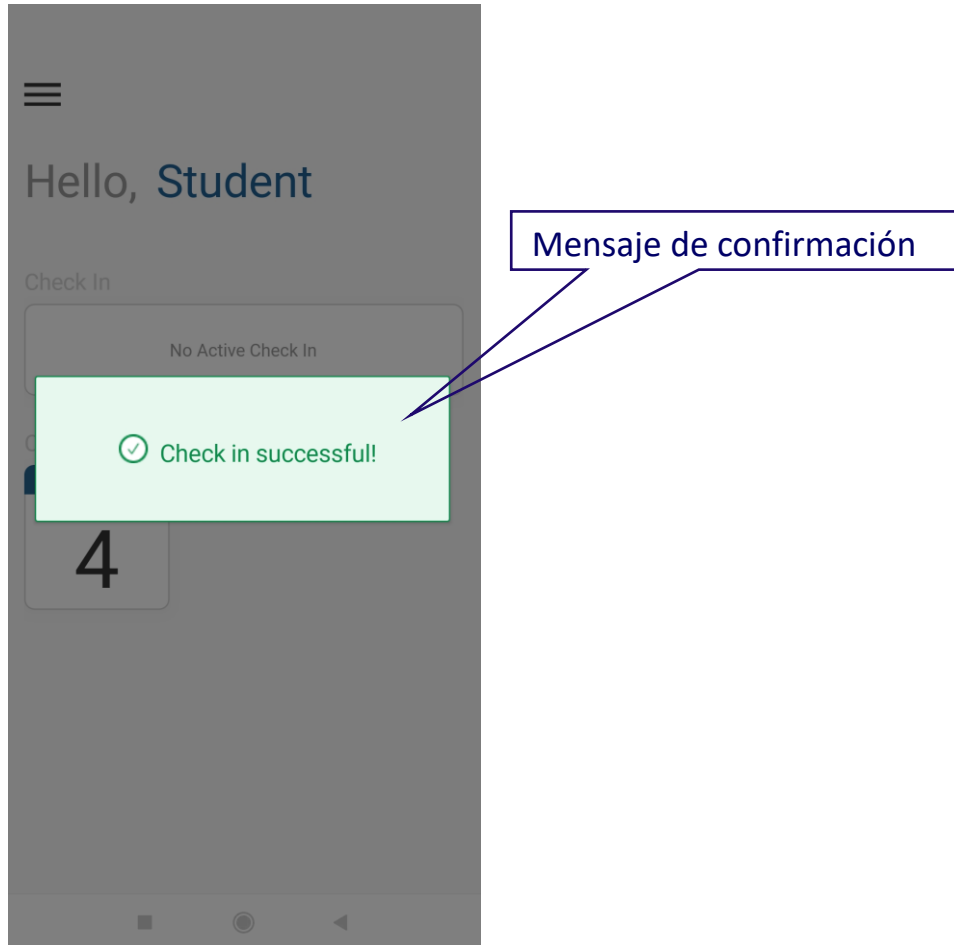 Hello, Student
Mensaje de confirmación
Check In
No Active Check In
Check in successful!
4